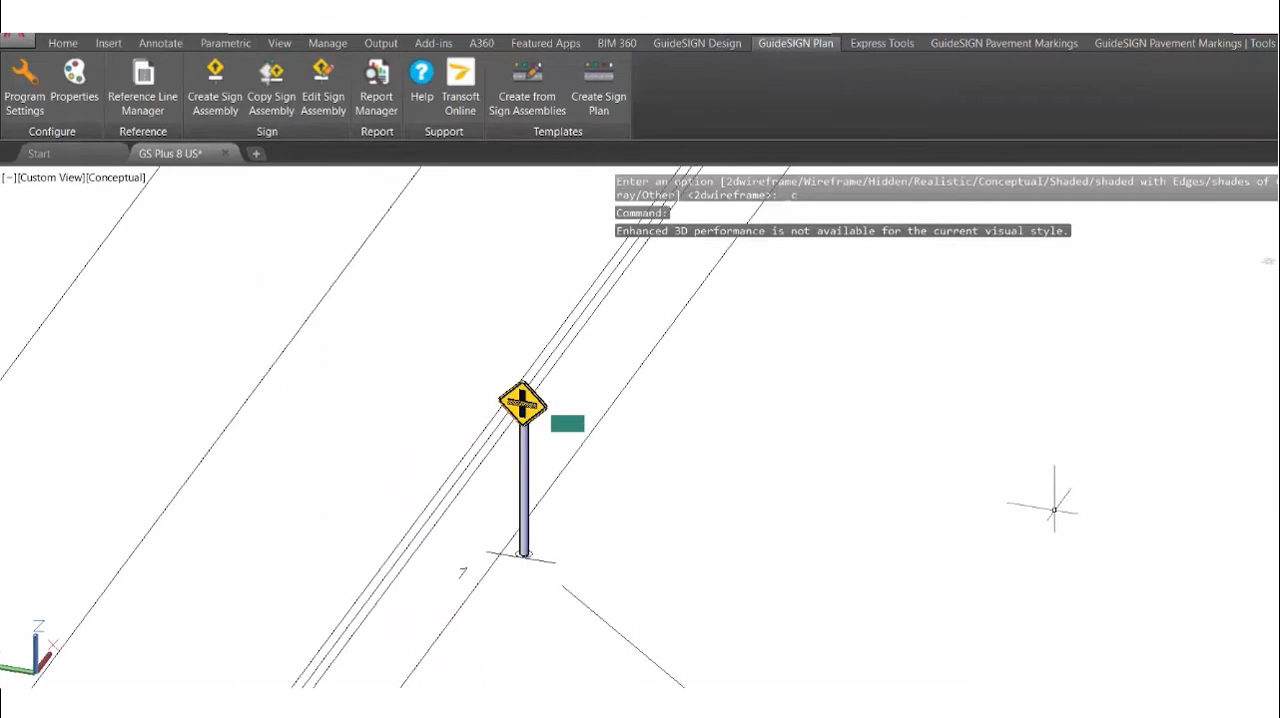 Home Insert Annotate Parametric View Manage Output Add-ins A360 Featured Apps BIM 360 GuideSIGN Design GuideSIGN Plan Express Tools GuideSIGN Pavement Markings GuideSIGN Pavement Markings | Tools
Program Settings
Properties
Reference Line Manager
Create Sign Assembly
Copy Sign Assembly
Edit Sign Assembly
Report Manager
Help
Transoft Online
Create from Sign Assemblies
Create Sign Plan
Configure Reference Sign Report Support Templates
Start GS Plus 8 US*
[−][Custom View][Conceptual]
Enter an option [2dwireframe/Wireframe/Hidden/Realistic/Conceptual/Shaded/shaded with Edges/shades of
ray/Other] <2dwireframe>: _c
Command:
Enhanced 3D performance is not available for the current visual style.
1
Z
X